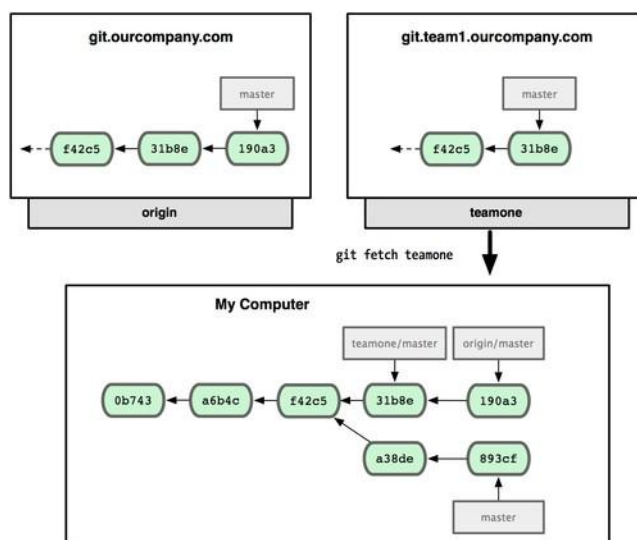 git.ourcompany.com
master
f42c5 31b8e 190a3
origin
git.team1.ourcompany.com
master
f42c5 31b8e
teamone
git fetch teamone
My Computer
teamone/master origin/master
0b743 a6b4c f42c5 31b8e 190a3
a38de 893cf
master